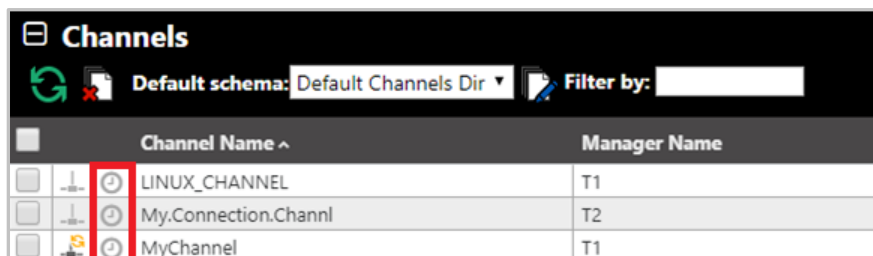 Channels
Default schema: Default Channels Dir Filter by:
Channel Name Manager Name
LINUX_CHANNEL T1
My.Connection.Channl T2
MyChannel T1